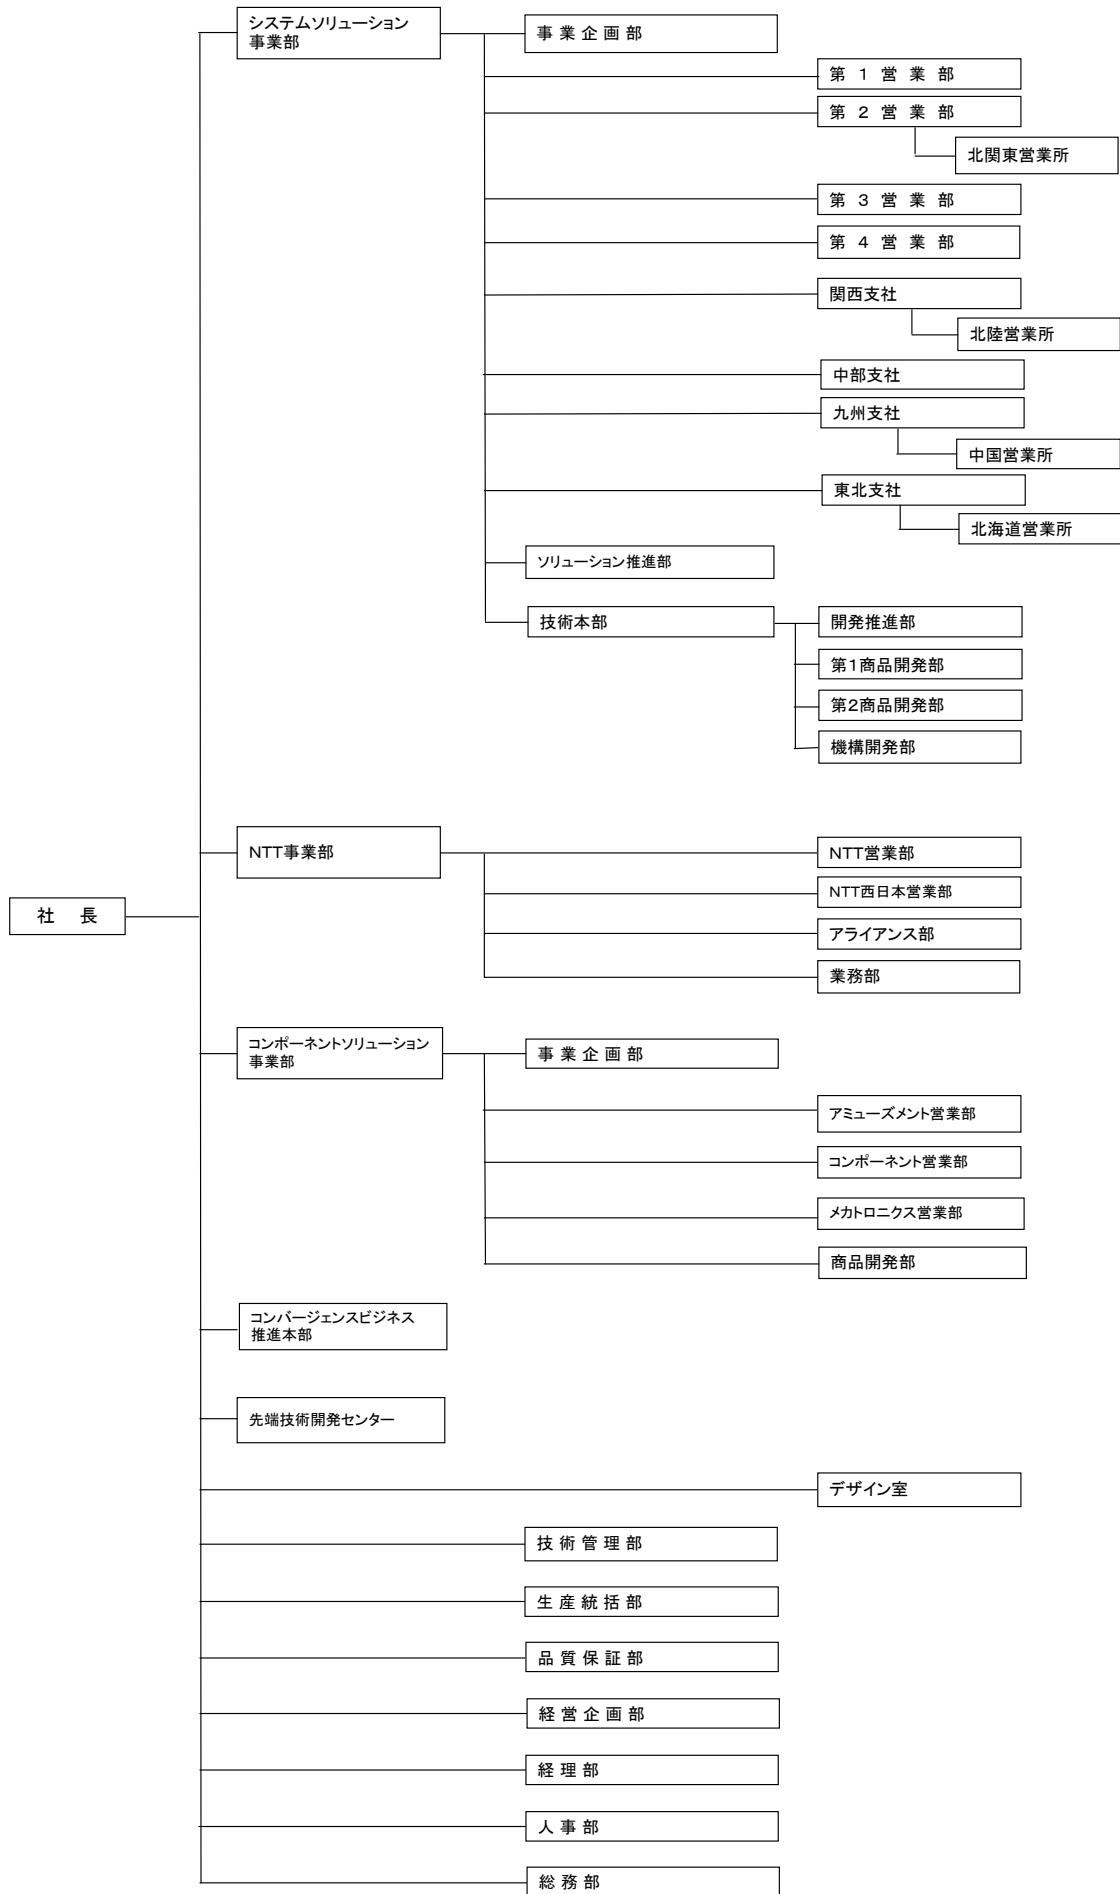 システムソリューション
事業部
事 業 企 画 部
第 1 営 業 部
第 2 営 業 部
北関東営業所
第 3 営 業 部
第 4 営 業 部
関西支社
北陸営業所
中部支社
九州支社
中国営業所
東北支社
北海道営業所
ソリューション推進部
技術本部
開発推進部
第1商品開発部
第2商品開発部
機構開発部
NTT事業部
NTT営業部
NTT西日本営業部
社 長
アライアンス部
業務部
コンポーネントソリューション
事業部
事 業 企 画 部
アミューズメント営業部
コンポーネント営業部
メカトロニクス営業部
商品開発部
コンバージェンスビジネス
推進本部
先端技術開発センター
デザイン室
技 術 管 理 部
生 産 統 括 部
品 質 保 証 部
経 営 企 画 部
経 理 部
人 事 部
総 務 部